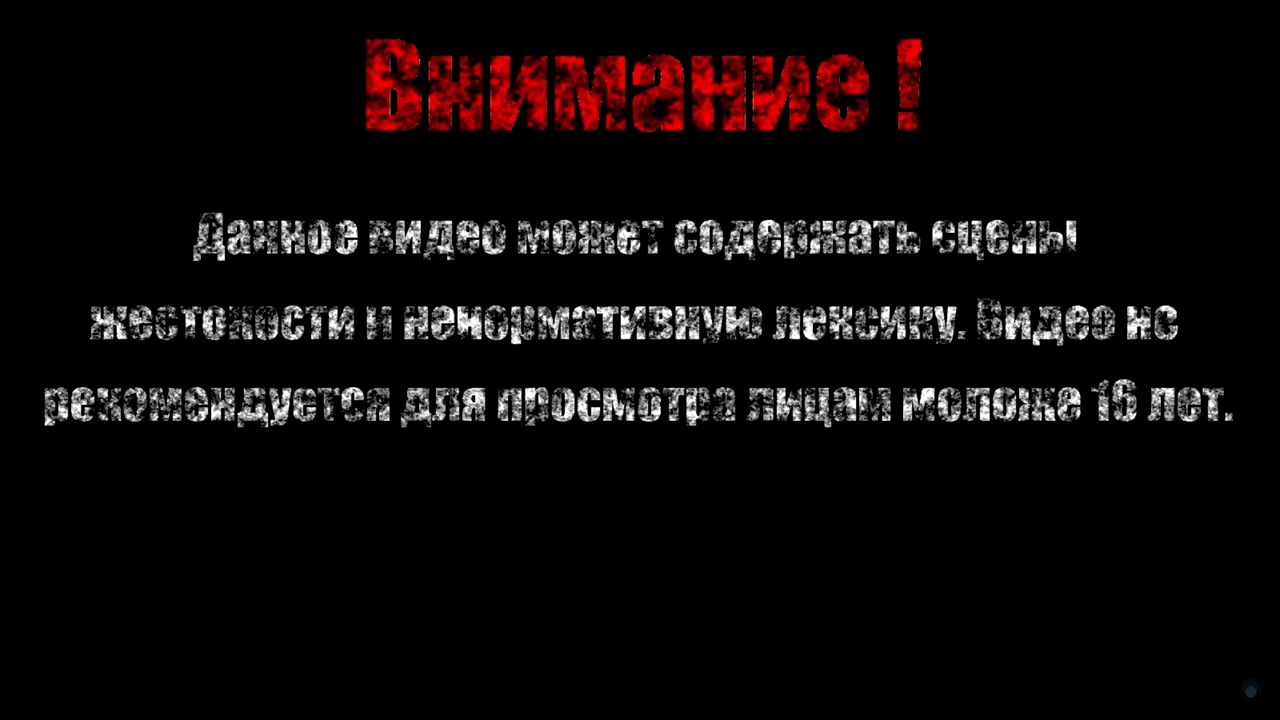 Внимание !
Данное видео может содержать сцены
жестокости и ненормативную лексику. Видео не
рекомендуется для просмотра лицам моложе 16 лет.